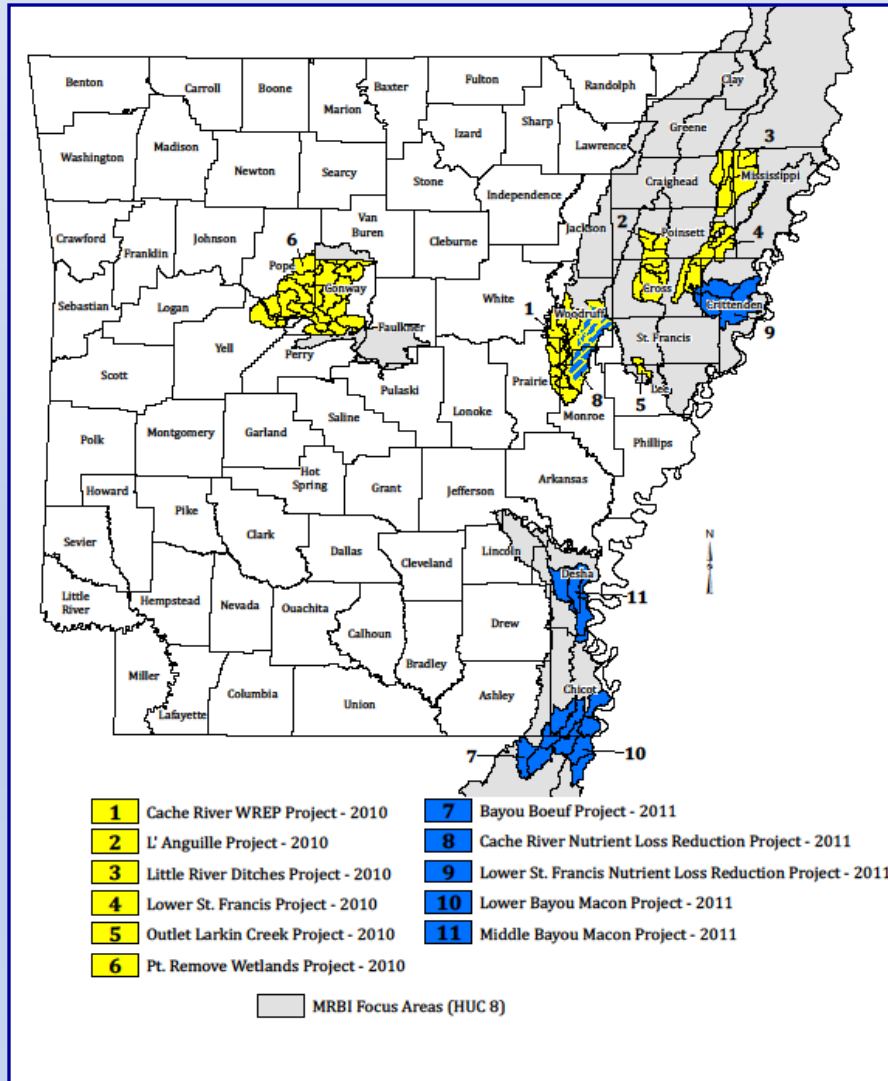 Benton
Carroll
Boone
Marion
Baxter
Fulton
Randolph
Clay
Sharp
Izard
Greene
Lawrence
3
Washington
Madison
Newton
Searcy
Stone
Independence
Craighead
Mississippi
Van
Buren
Cleburne
Jackson
2
Poinsett
4
Crawford
Franklin
Johnson
6
Pope
Conway
Cross
Crittenden
Sebastian
Logan
White
1
Woodruff
Faulkner
St. Francis
9
Yell
Perry
Scott
Pulaski
Prairie
8
5
Lee
Saline
Lonoke
Monroe
Polk
Montgomery
Garland
Phillips
Hot
Spring
Grant
Jefferson
Arkansas
Howard
Pike
Clark
Sevier
Dallas
Cleveland
Lincoln
N
Desha
Little
River
Hempstead
Nevada
Ouachita
Calhoun
Bradley
Drew
11
Miller
Lafayette
Columbia
Union
Ashley
Chicot
7
10
1 Cache River WREP Project - 2010
2 L' Anguille Project - 2010
3 Little River Ditches Project - 2010
4 Lower St. Francis Project - 2010
5 Outlet Larkin Creek Project - 2010
6 Pt. Remove Wetlands Project - 2010
7 Bayou Boeuf Project - 2011
8 Cache River Nutrient Loss Reduction Project - 2011
9 Lower St. Francis Nutrient Loss Reduction Project - 2011
10 Lower Bayou Macon Project - 2011
11 Middle Bayou Macon Project - 2011
MRBI Focus Areas (HUC 8)